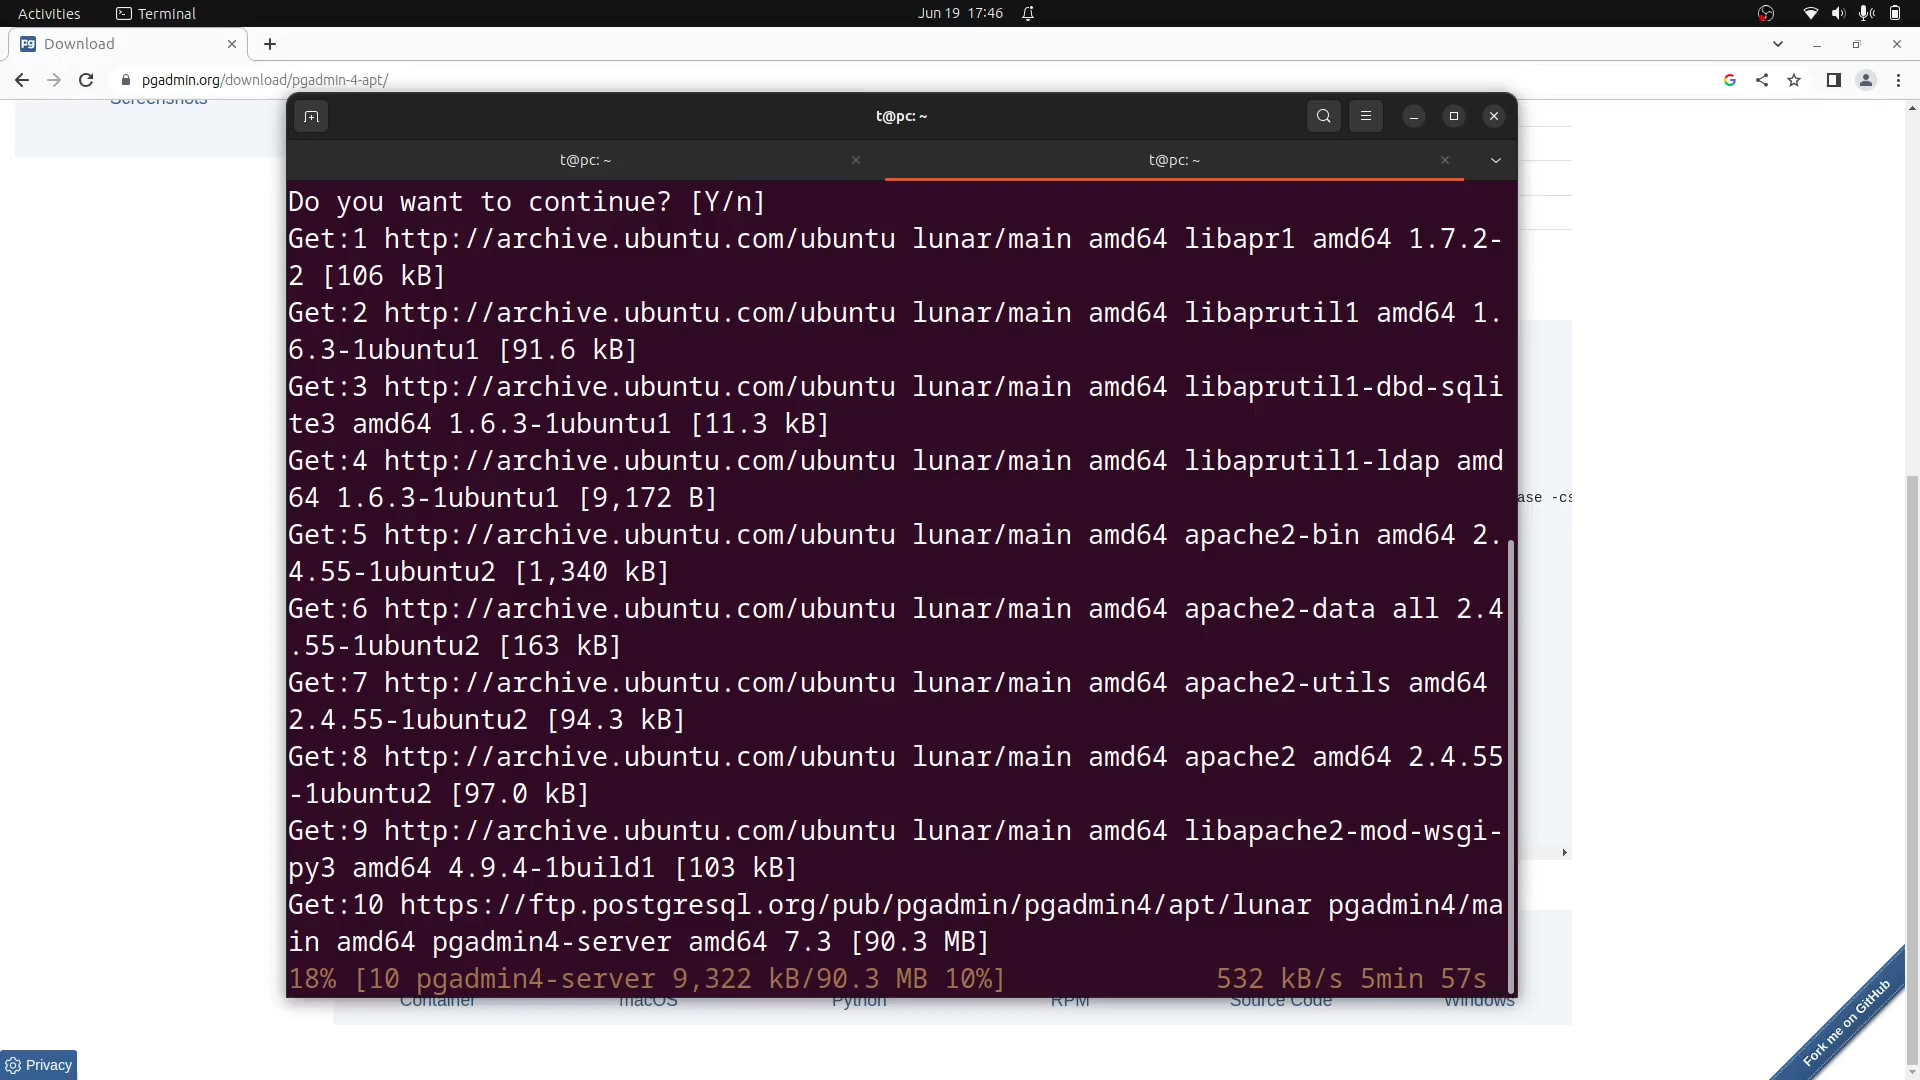 Activities
Terminal
Jun 19 17:46
pg Download
pgadmin.org/download/pgadmin-4-apt/
Screenshots
t@pc: ~
t@pc: ~
t@pc: ~
Do you want to continue? [Y/n]
Get:1 http://archive.ubuntu.com/ubuntu lunar/main amd64 libapr1 amd64 1.7.2-
2 [106 kB]
Get:2 http://archive.ubuntu.com/ubuntu lunar/main amd64 libaprutil1 amd64 1.
6.3-1ubuntu1 [91.6 kB]
Get:3 http://archive.ubuntu.com/ubuntu lunar/main amd64 libaprutil1-dbd-sqli
te3 amd64 1.6.3-1ubuntu1 [11.3 kB]
Get:4 http://archive.ubuntu.com/ubuntu lunar/main amd64 libaprutil1-ldap amd
64 1.6.3-1ubuntu1 [9,172 B]
Get:5 http://archive.ubuntu.com/ubuntu lunar/main amd64 apache2-bin amd64 2.
4.55-1ubuntu2 [1,340 kB]
Get:6 http://archive.ubuntu.com/ubuntu lunar/main amd64 apache2-data all 2.4
.55-1ubuntu2 [163 kB]
Get:7 http://archive.ubuntu.com/ubuntu lunar/main amd64 apache2-utils amd64
2.4.55-1ubuntu2 [94.3 kB]
Get:8 http://archive.ubuntu.com/ubuntu lunar/main amd64 apache2 amd64 2.4.55
-1ubuntu2 [97.0 kB]
Get:9 http://archive.ubuntu.com/ubuntu lunar/main amd64 libapache2-mod-wsgi-
py3 amd64 4.9.4-1build1 [103 kB]
Get:10 https://ftp.postgresql.org/pub/pgadmin/pgadmin4/apt/lunar pgadmin4/ma
in amd64 pgadmin4-server amd64 7.3 [90.3 MB]
18% [10 pgadmin4-server 9,322 kB/90.3 MB 10%] 532 kB/s 5min 57s
ase -cs
Container macOS Python RPM Source Code Windows
Fork me on GitHub
Privacy